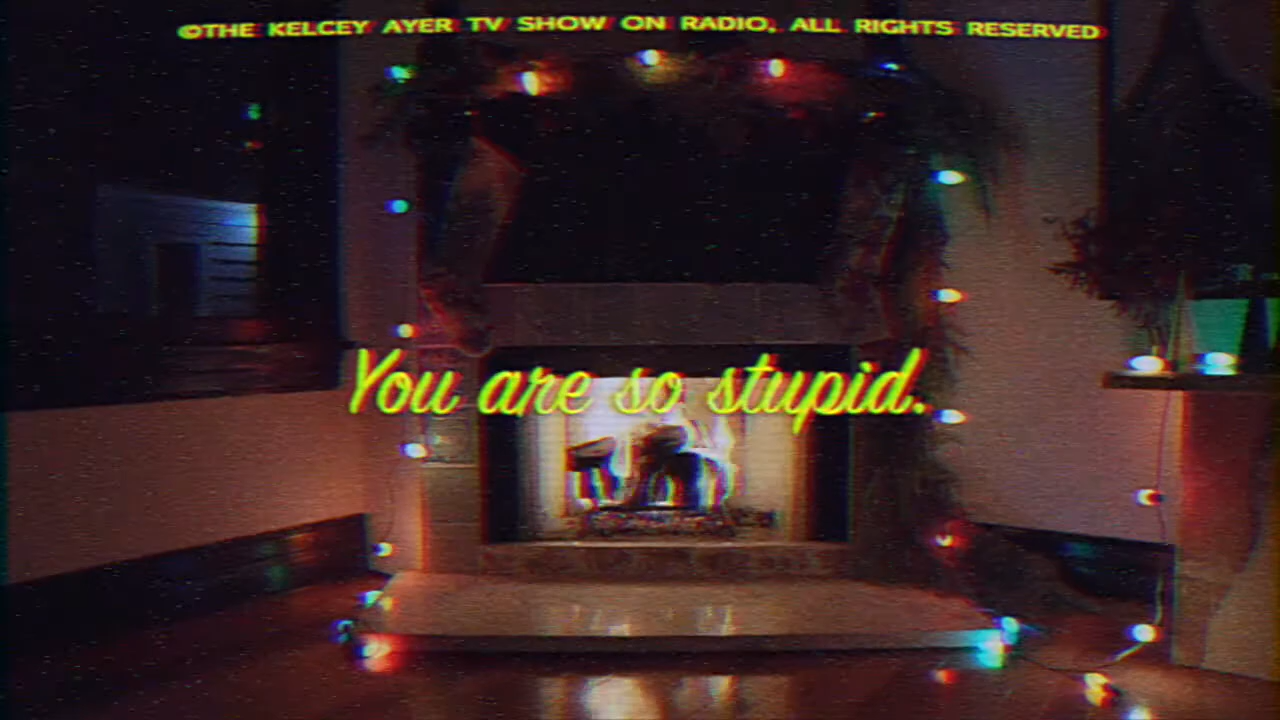 ©THE KELCEY AYER TV SHOW ON RADIO, ALL RIGHTS RESERVED
You are so stupid.